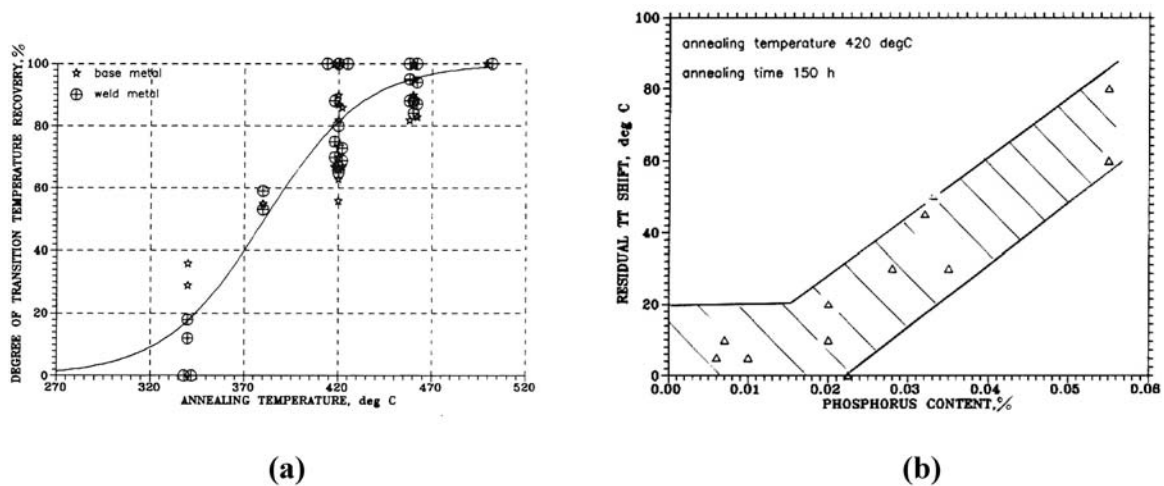 DEGREE OF TRANSITION TEMPERATURE RECOVERY,%
100
80
60
40
20
0
base metal
weld metal
270
320
370
420
470
520
ANNEALING TEMPERATURE, deg C
(a)
RESIDUAL TT SHIFT, deg C
100
80
60
40
20
0
annealing temperature 420 degC
annealing time 150 h
0.00
0.01
0.02
0.03
0.04
0.05
0.06
PHOSPHORUS CONTENT,%
(b)